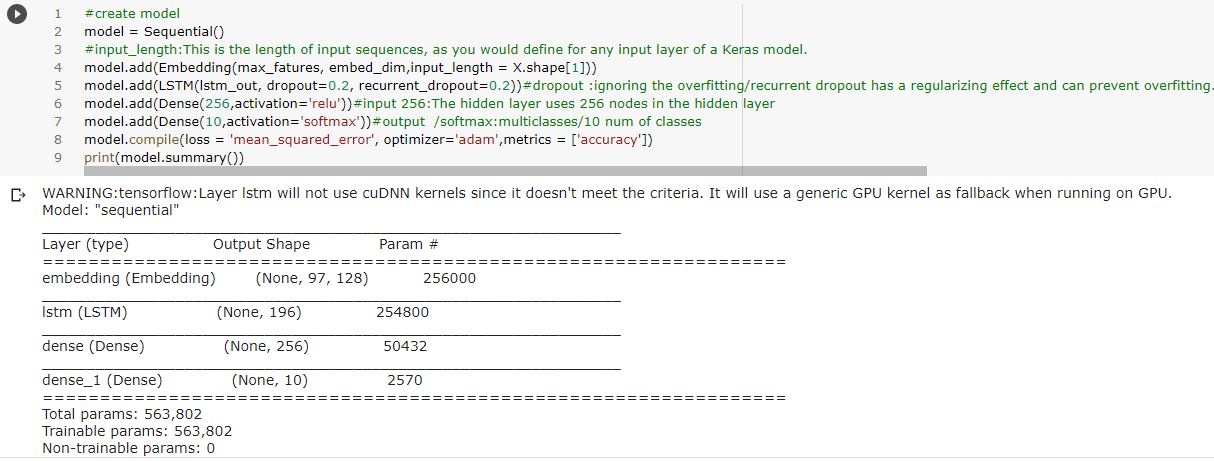 1 #create model
2 model = Sequential()
3 #input_length:This is the length of input sequences, as you would define for any input layer of a Keras model.
4 model.add(Embedding(max_fatures, embed_dim,input_length = X.shape[1]))
5 model.add(LSTM(lstm_out, dropout=0.2, recurrent_dropout=0.2))#dropout :ignoring the overfitting/recurrent dropout has a regularizing effect and can prevent overfitting.
6 model.add(Dense(256,activation='relu'))#input 256:The hidden layer uses 256 nodes in the hidden layer
7 model.add(Dense(10,activation='softmax'))#output /softmax:multiclasses/10 num of classes
8 model.compile(loss = 'mean_squared_error', optimizer='adam',metrics = ['accuracy'])
9 print(model.summary())
WARNING:tensorflow:Layer lstm will not use cuDNN kernels since it doesn't meet the criteria. It will use a generic GPU kernel as fallback when running on GPU.
Model: "sequential"
_________________________________________________________________
Layer (type) Output Shape Param #
=================================================================
embedding (Embedding) (None, 97, 128) 256000
_________________________________________________________________
lstm (LSTM) (None, 196) 254800
_________________________________________________________________
dense (Dense) (None, 256) 50432
_________________________________________________________________
dense_1 (Dense) (None, 10) 2570
=================================================================
Total params: 563,802
Trainable params: 563,802
Non-trainable params: 0